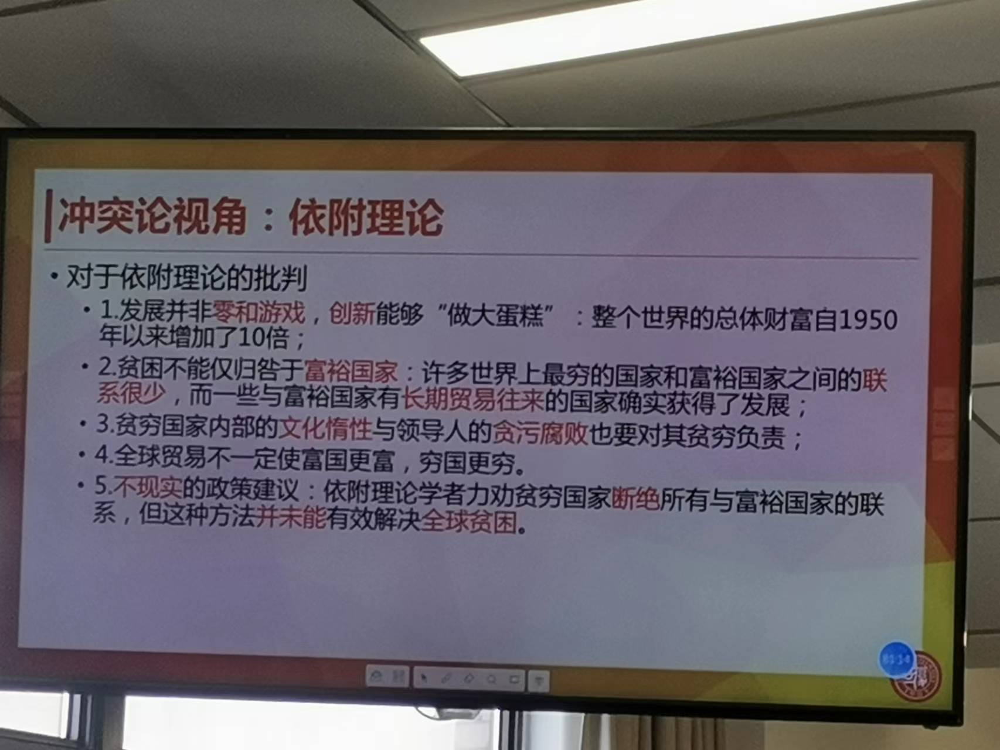 冲突论视角：依附理论
• 对于依附理论的批判
• 1.发展并非零和游戏，创新能够“做大蛋糕”：整个世界的总体财富自1950
年以来增加了10倍；
• 2.贫困不能仅归咎于富裕国家：许多世界上最穷的国家和富裕国家之间的联
系很少，而一些与富裕国家有长期贸易往来的国家确实获得了发展；
• 3.贫穷国家内部的文化惰性与领导人的贪污腐败也要对其贫穷负责；
• 4.全球贸易不一定使富国更富，穷国更穷。
• 5.不现实的政策建议：依附理论学者力劝贫穷国家断绝所有与富裕国家的联
系，但这种方法并未能有效解决全球贫困。